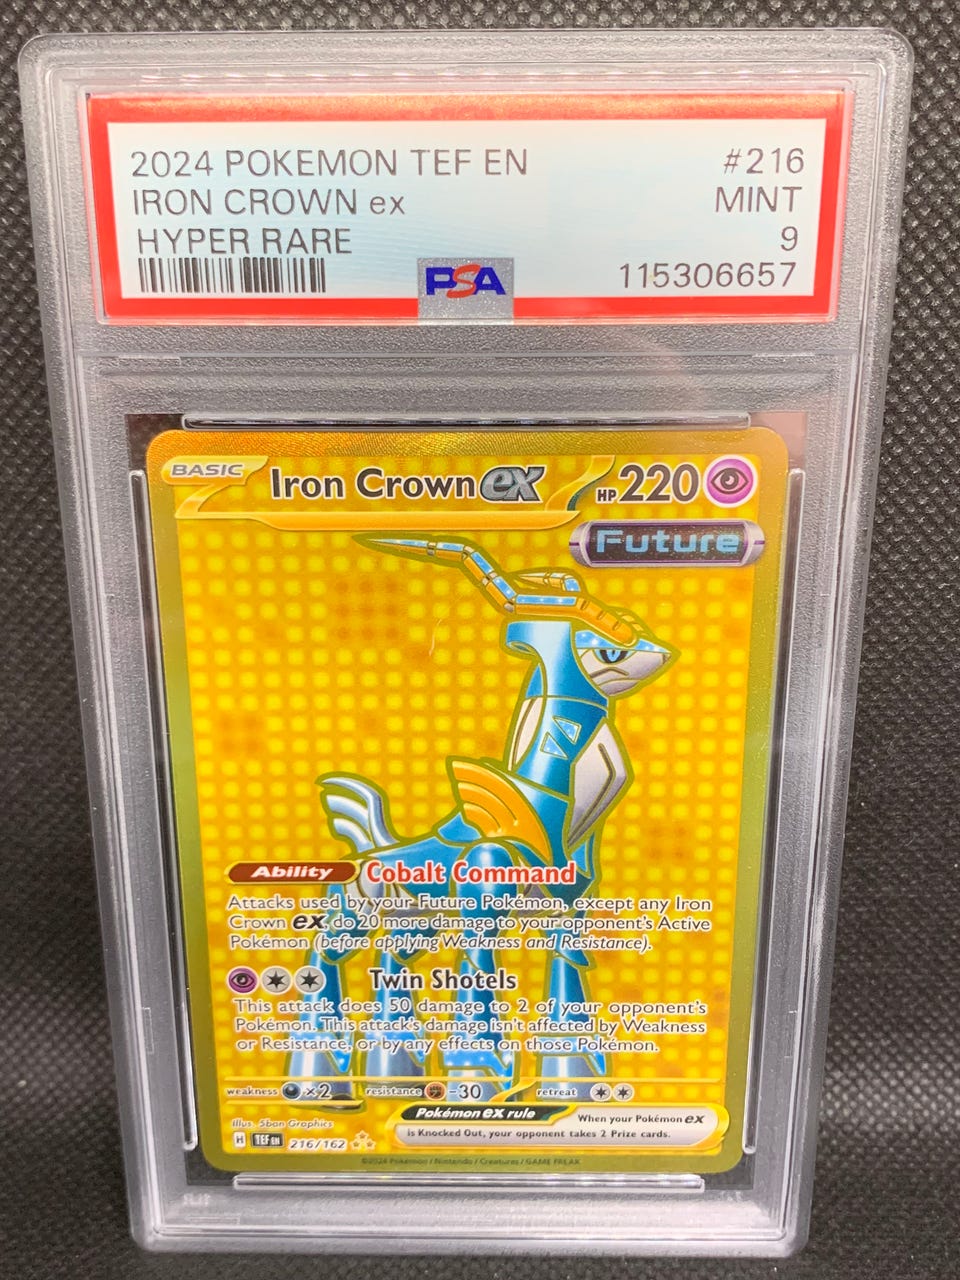 2024 POKEMON TEF EN #216
IRON CROWN ex MINT
HYPER RARE 9
PSA 115306657
BASIC Iron Crown ex HP 220
Future
Ability Cobalt Command
Attacks used by your Future Pokémon, except any Iron
Crown ex, do 20 more damage to your opponent's Active
Pokémon (before applying Weakness and Resistance).
Twin Shotels
This attack does 50 damage to 2 of your opponent's
Pokémon. This attack's damage isn't affected by Weakness
or Resistance, or by any effects on those Pokémon.
weakness ×2 resistance -30 retreat
Pokémon ex rule When your Pokémon ex
is Knocked Out, your opponent takes 2 Prize cards.
Illus. 5ban Graphics
H TEF EN 216/162
©2024 Pokémon / Nintendo / Creatures / GAME FREAK